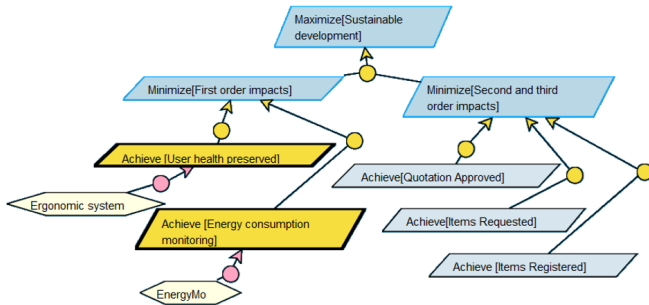 Maximize[Sustainable
development]
Minimize[First order impacts]
Minimize[Second and third
order impacts]
Achieve [User health preserved]
Achieve[Quotation Approved]
Ergonomic system
Achieve [Energy consumption
monitoring]
Achieve[Items Requested]
Achieve [Items Registered]
EnergyMo